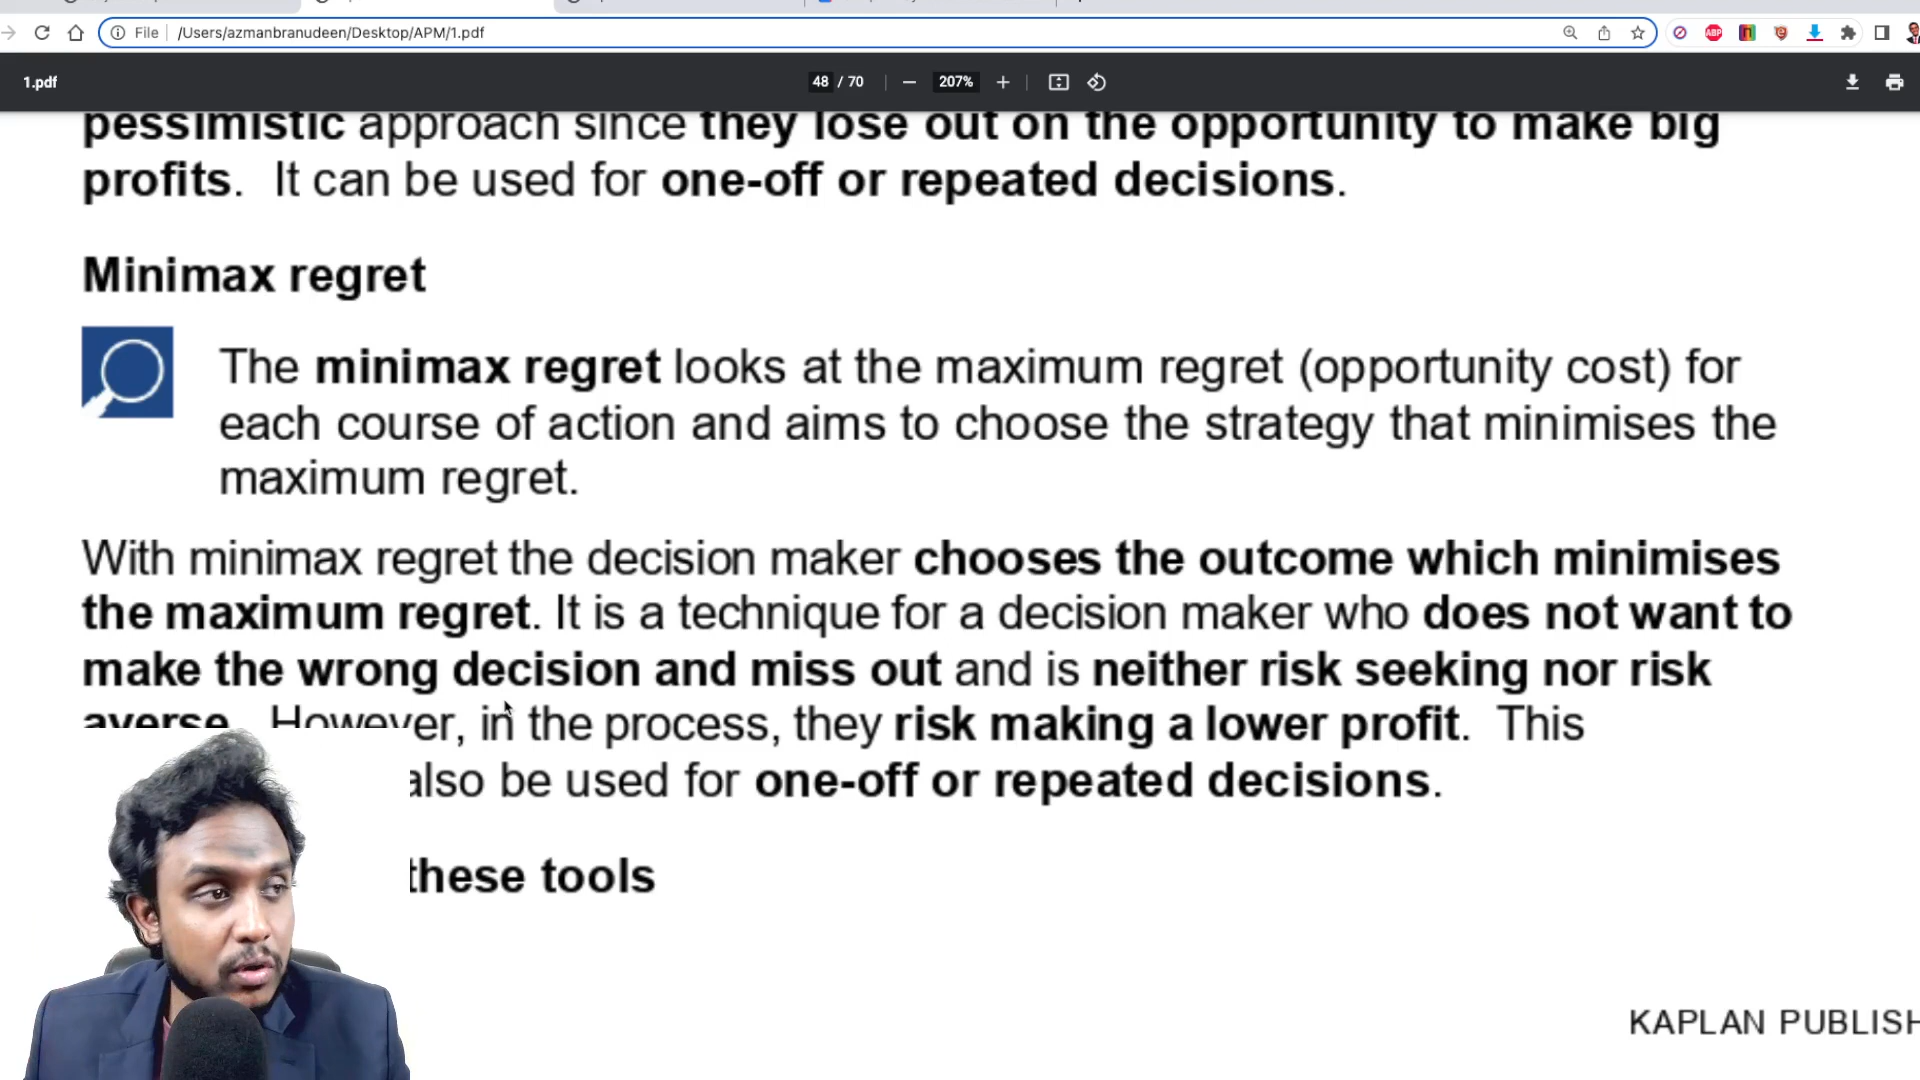 File
/Users/azmanbranudeen/Desktop/APM/1.pdf
ABP
1.pdf
48 / 70
207%
pessimistic approach since they lose out on the opportunity to make big
profits. It can be used for one-off or repeated decisions.
Minimax regret
The minimax regret looks at the maximum regret (opportunity cost) for
each course of action and aims to choose the strategy that minimises the
maximum regret.
With minimax regret the decision maker chooses the outcome which minimises
the maximum regret. It is a technique for a decision maker who does not want to
make the wrong decision and miss out and is neither risk seeking nor risk
averse. However, in the process, they risk making a lower profit. This
also be used for one-off or repeated decisions.
these tools
KAPLAN PUBLISH